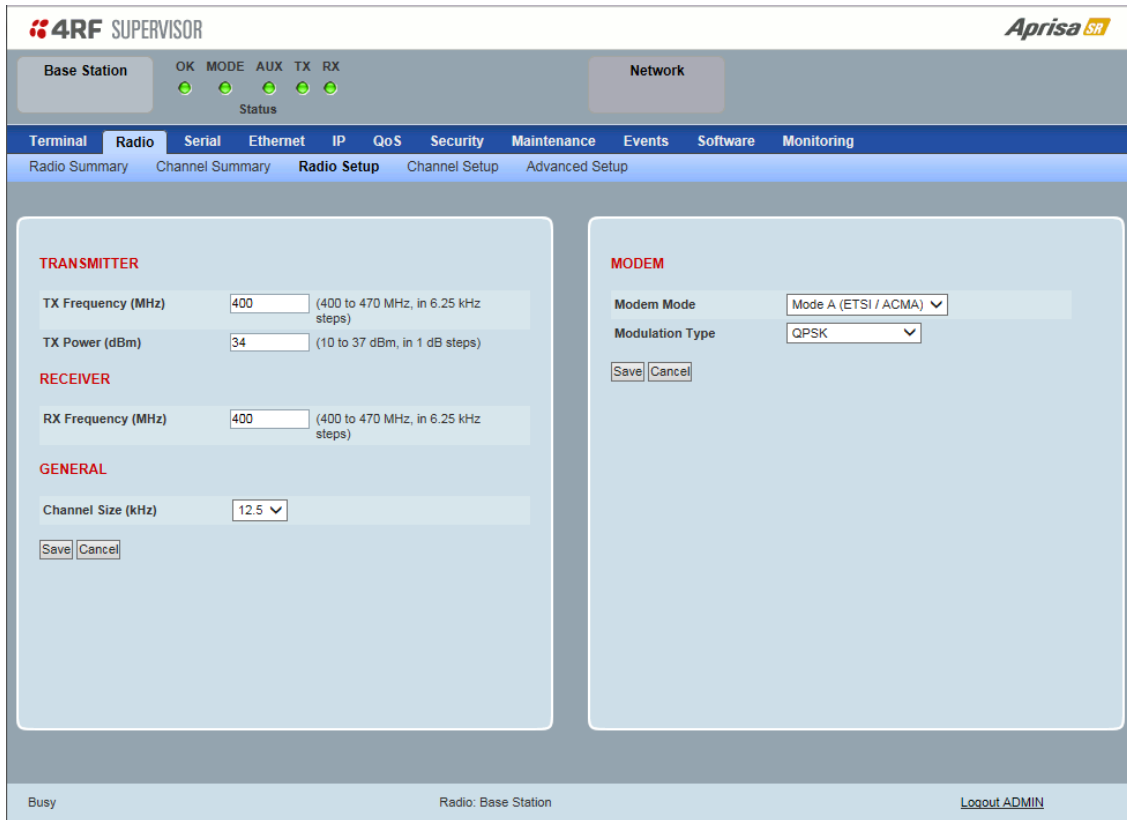 4RF SUPERVISOR
Aprisa SR
Base Station
OK MODE AUX TX RX
Status
Network
Terminal Radio Serial Ethernet IP QoS Security Maintenance Events Software Monitoring
Radio Summary Channel Summary Radio Setup Channel Setup Advanced Setup
TRANSMITTER
TX Frequency (MHz) 400 (400 to 470 MHz, in 6.25 kHz
steps)
TX Power (dBm) 34 (10 to 37 dBm, in 1 dB steps)
RECEIVER
RX Frequency (MHz) 400 (400 to 470 MHz, in 6.25 kHz
steps)
GENERAL
Channel Size (kHz) 12.5
Save Cancel
MODEM
Modem Mode Mode A (ETSI / ACMA)
Modulation Type QPSK
Save Cancel
Busy
Radio: Base Station
Logout ADMIN